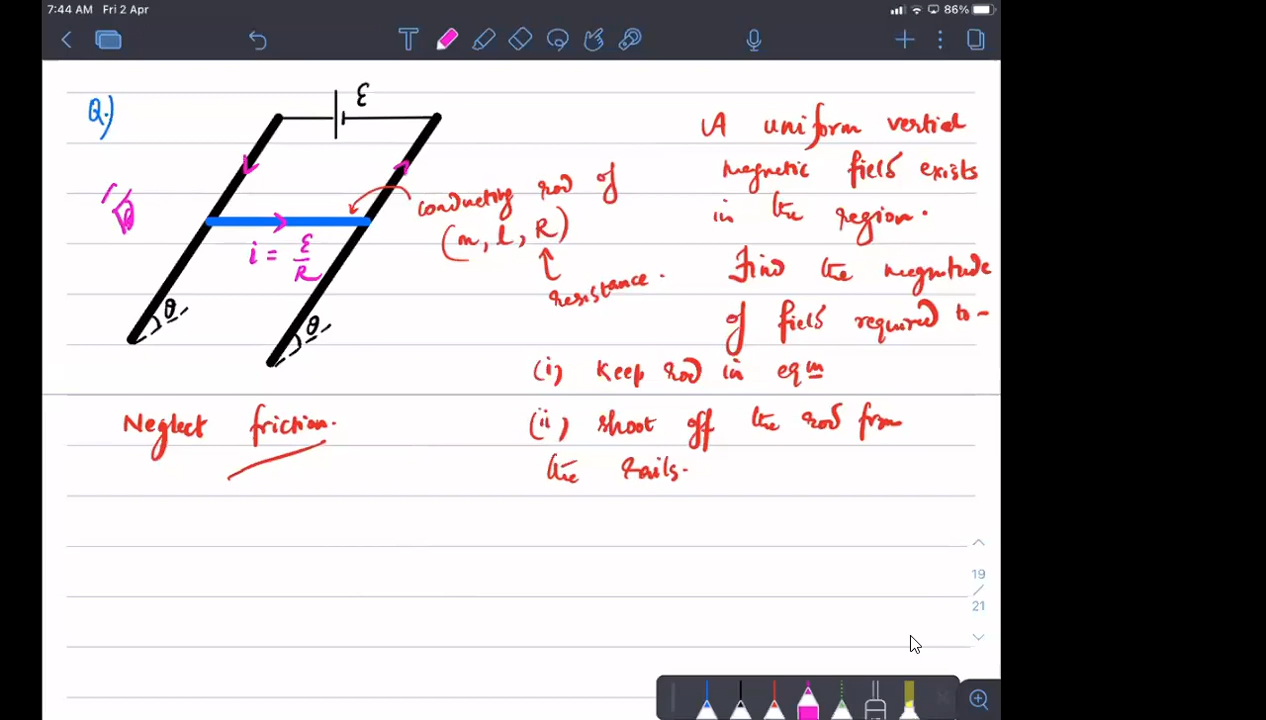 7:44 AM Fri 2 Apr
86%
T
Q.)
ε
A uniform vertial
magnetic field exists
in the region.
conducting rod of
(m, l, R)
i = ε/R
resistance.
Find the magnitude
of field required to-
θ
θ
(i) Keep rod in eqm
Neglect friction.
(ii) shoot off the rod from
the rails.
19
/
21